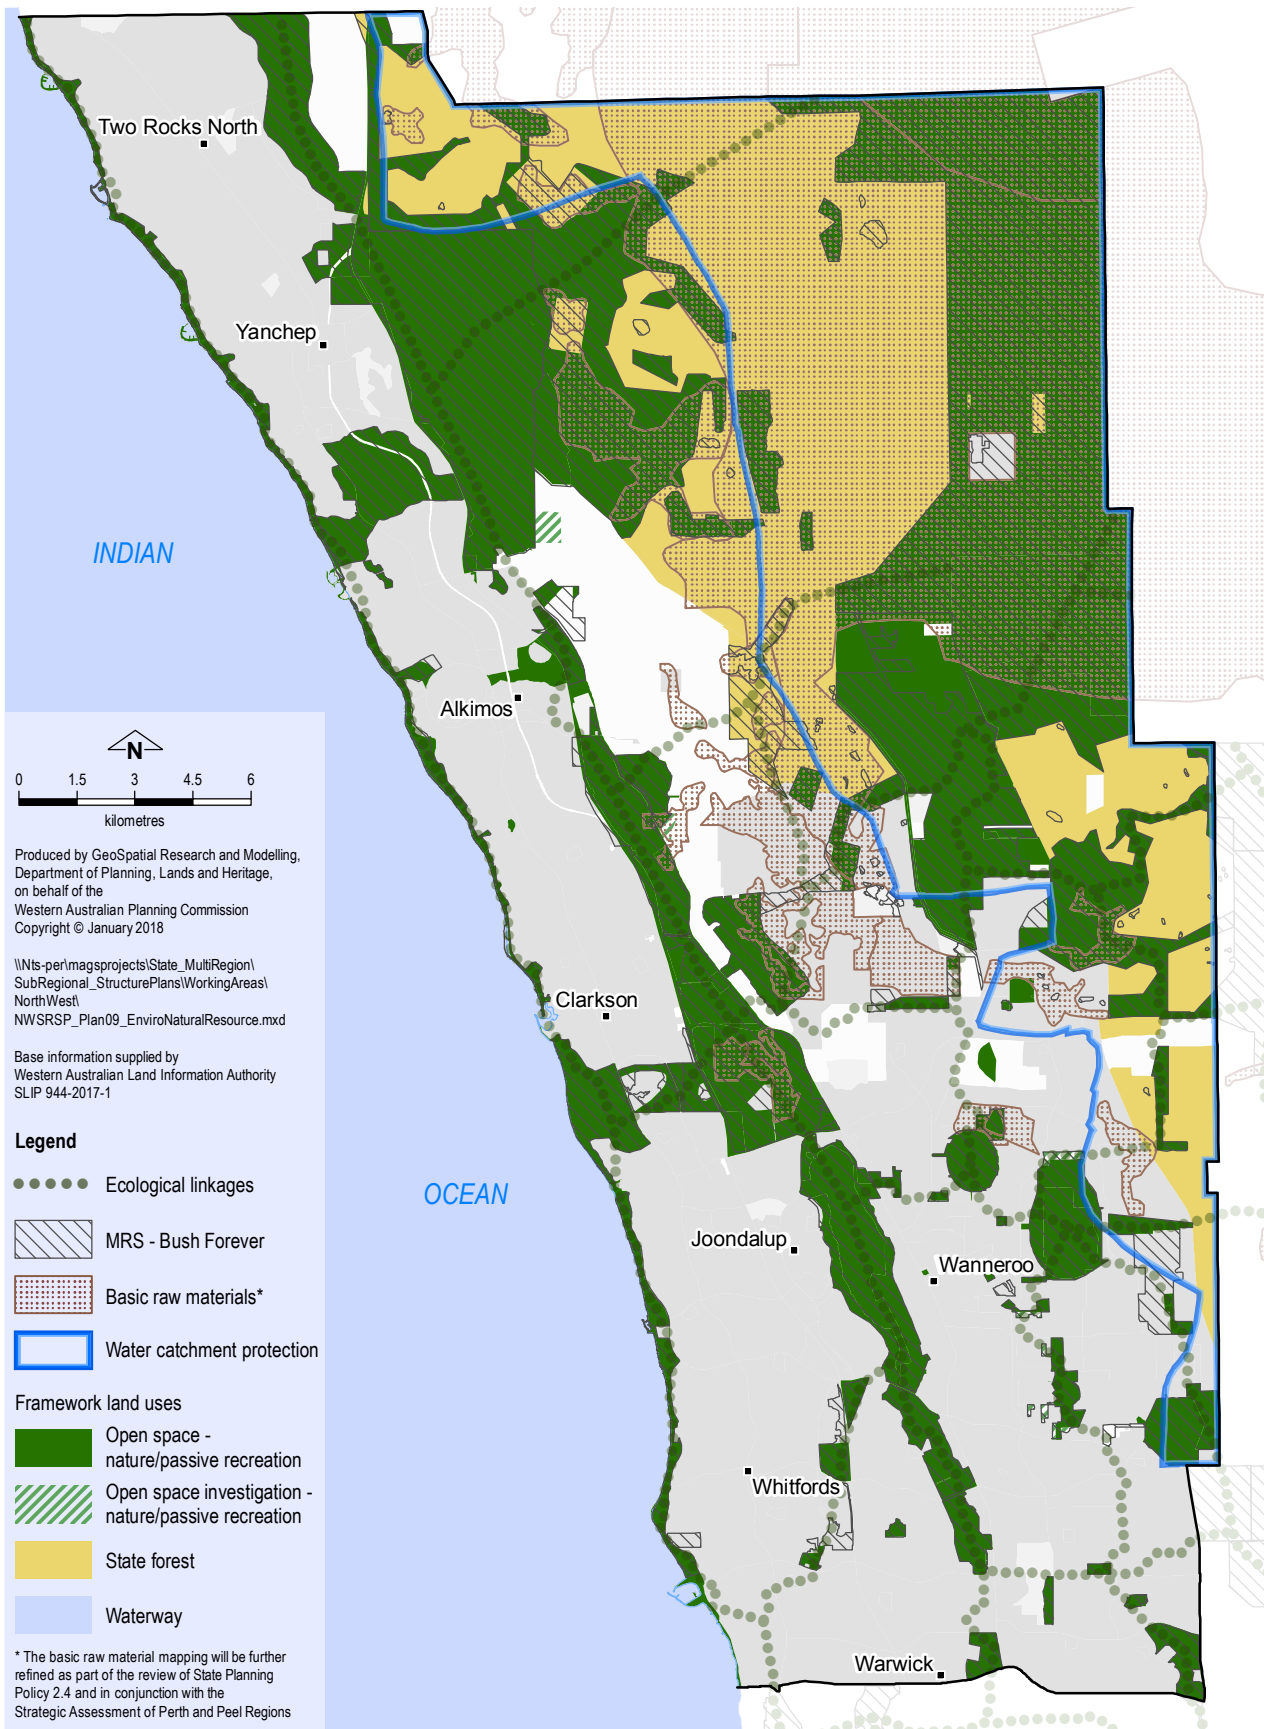 Two Rocks North
Yanchep
INDIAN
Alkimos
N
0 1.5 3 4.5 6
kilometres
Produced by GeoSpatial Research and Modelling,
Department of Planning, Lands and Heritage,
on behalf of the
Western Australian Planning Commission
Copyright © January 2018
\\Nts-per\magsprojects\State_MultiRegion\
SubRegional_StructurePlans\WorkingAreas\
NorthWest\
NWSRSP_Plan09_EnviroNaturalResource.mxd
Clarkson
Base information supplied by
Western Australian Land Information Authority
SLIP 944-2017-1
Legend
Ecological linkages
MRS - Bush Forever
Basic raw materials*
Water catchment protection
Framework land uses
Open space -
nature/passive recreation
Open space investigation -
nature/passive recreation
State forest
Waterway
* The basic raw material mapping will be further
refined as part of the review of State Planning
Policy 2.4 and in conjunction with the
Strategic Assessment of Perth and Peel Regions
OCEAN
Joondalup
Wanneroo
Whitfords
Warwick